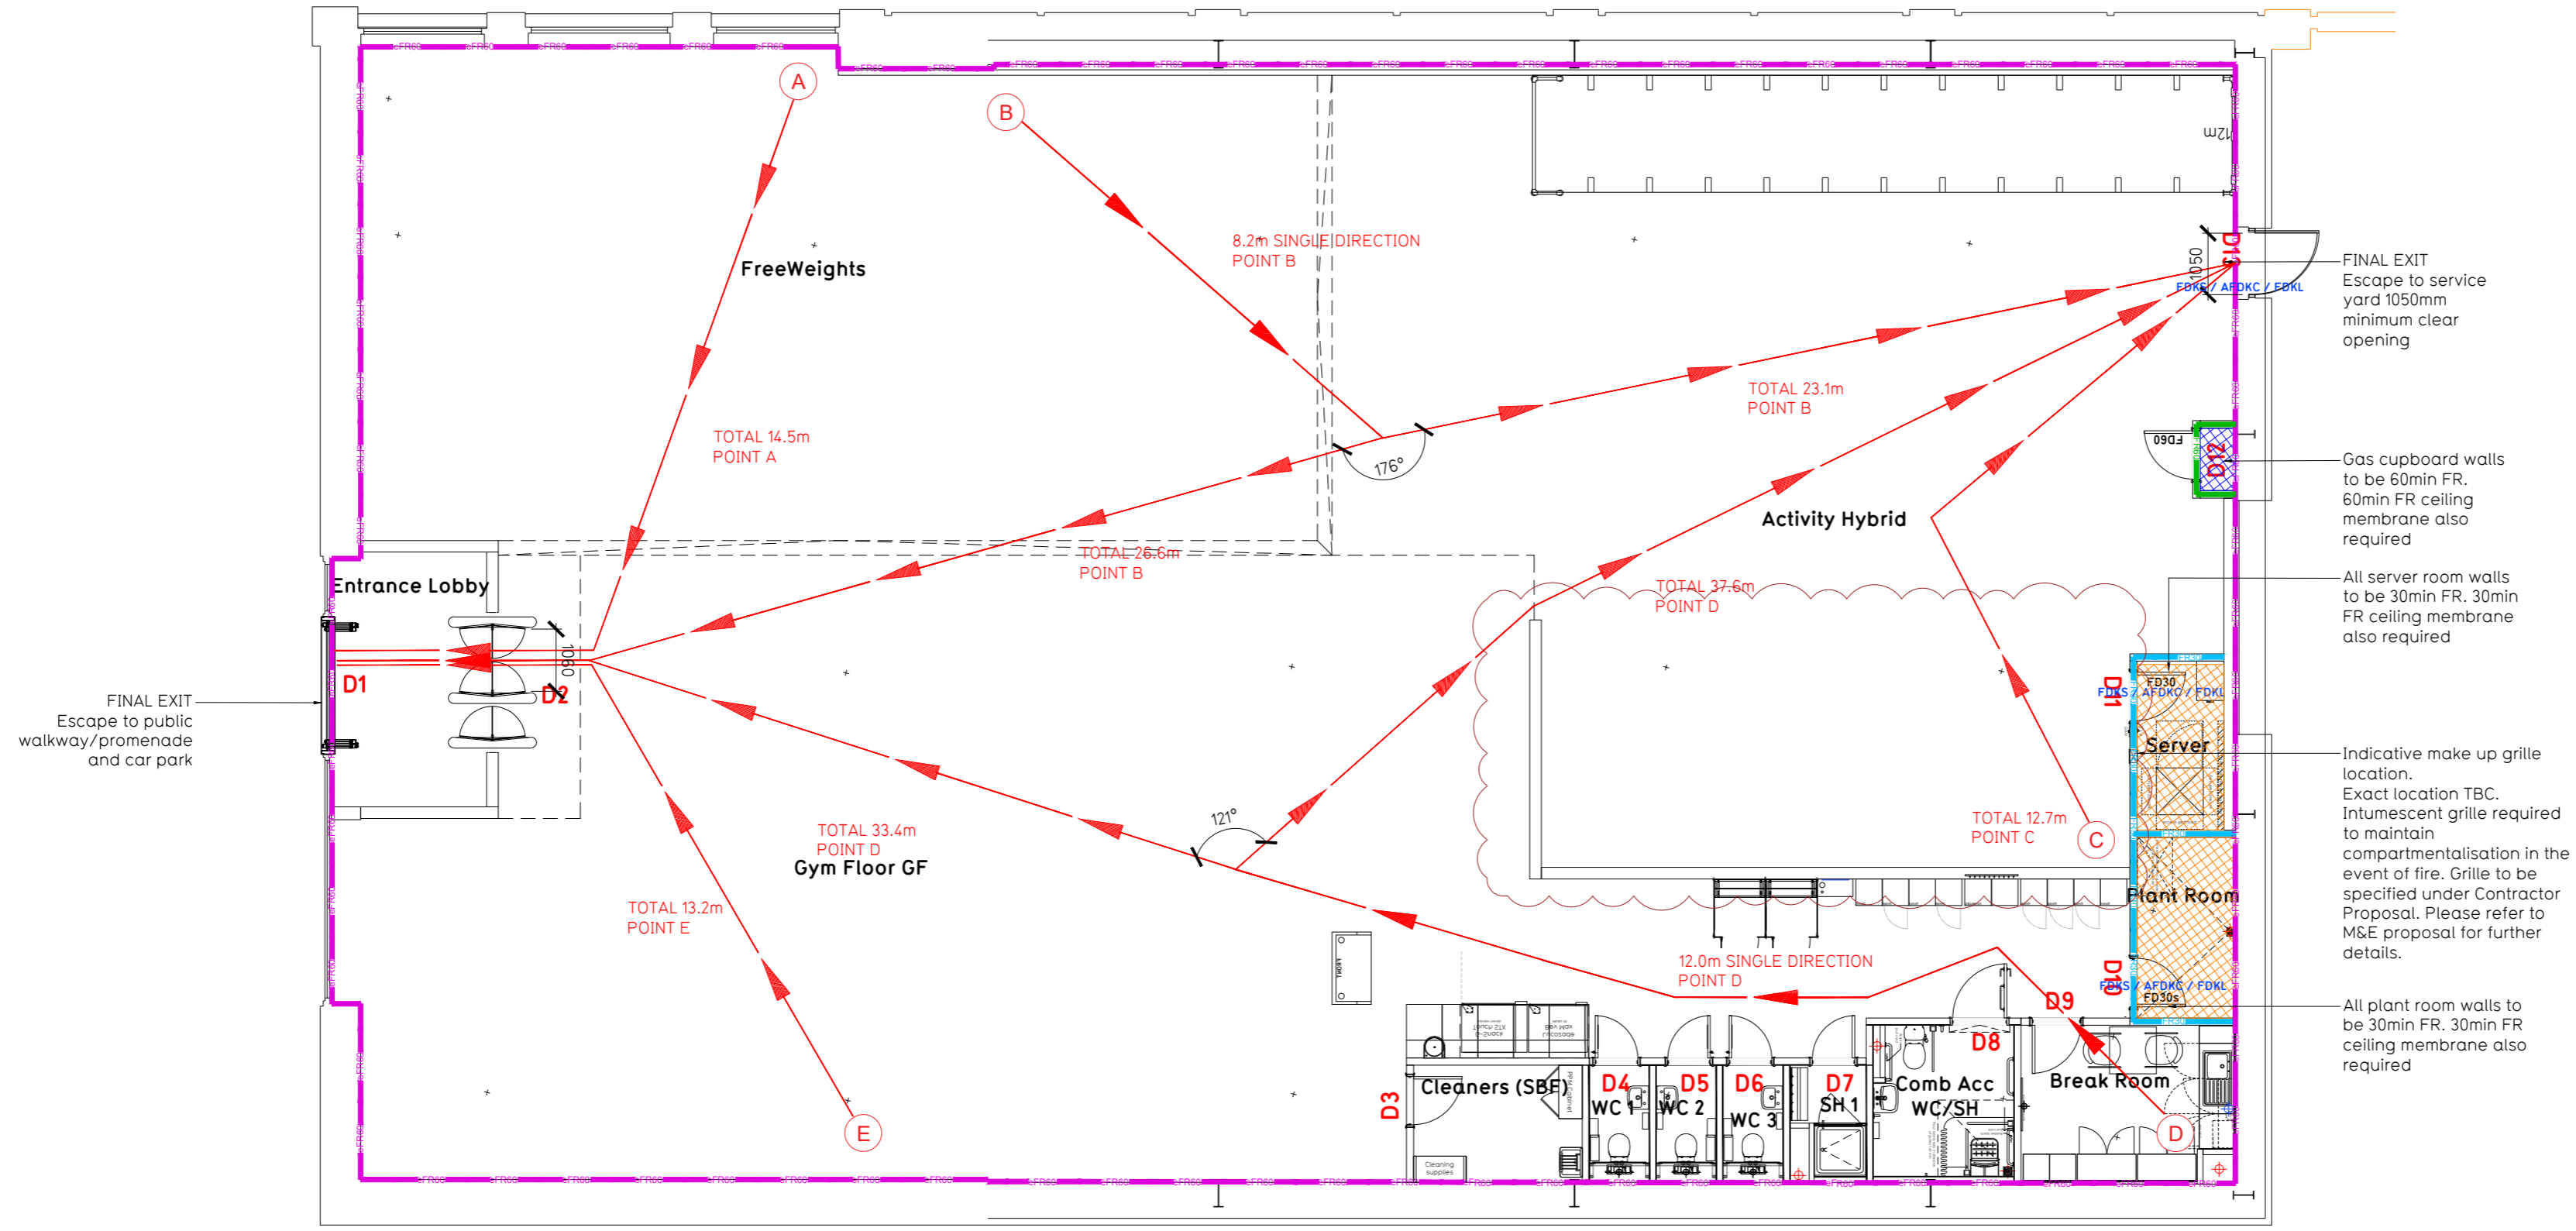 A
B
12m
8.2m SINGLE DIRECTION
POINT B
FreeWeights
D13
1050
FDKS / AFDKC / FDKL
FINAL EXIT
Escape to service
yard 1050mm
minimum clear
opening
TOTAL 23.1m
POINT B
TOTAL 14.5m
POINT A
176°
FD60
D12
Gas cupboard walls
to be 60min FR.
60min FR ceiling
membrane also
required
Activity Hybrid
TOTAL 26.6m
POINT B
Entrance Lobby
TOTAL 37.6m
POINT D
All server room walls
to be 30min FR. 30min
FR ceiling membrane
also required
1060
D1
D2
FINAL EXIT
Escape to public
walkway/promenade
and car park
FD30
FDKS / AFDKC / FDKL
D11
Server
Indicative make up grille
location.
Exact location TBC.
Intumescent grille required
to maintain
compartmentalisation in the
event of fire. Grille to be
specified under Contractor
Proposal. Please refer to
M&E proposal for further
details.
121°
TOTAL 33.4m
POINT D
Gym Floor GF
TOTAL 12.7m
POINT C
C
Plant Room
TOTAL 13.2m
POINT E
FRONT
12.0m SINGLE DIRECTION
POINT D
D10
FDKS / AFDKC / FDKL
FD30s
D9
All plant room walls to
be 30min FR. 30min FR
ceiling membrane also
required
D8
D3
Cleaners (SBF)
D4
WC 1
D5
WC 2
D6
WC 3
D7
SH 1
Comb Acc
WC/SH
Break Room
E
D
Cleaning
supplies
eFR60
FR30